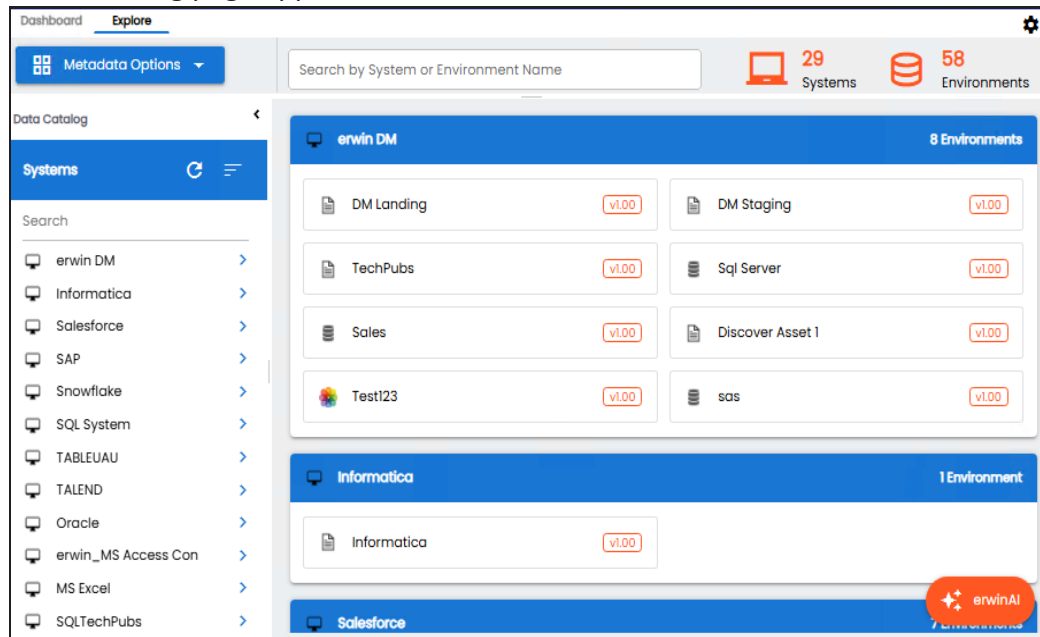 Dashboard Explore
Metadata Options
Search by System or Environment Name
29
Systems
58
Environments
Data Catalog
Systems
Search
erwin DM
Informatica
Salesforce
SAP
Snowflake
SQL System
TABLEUAU
TALEND
Oracle
erwin_MS Access Con
MS Excel
SQLTechPubs
erwin DM 8 Environments
DM Landing v1.00
DM Staging v1.00
TechPubs v1.00
Sql Server v1.00
Sales v1.00
Discover Asset 1 v1.00
Test123 v1.00
sas v1.00
Informatica 1 Environment
Informatica v1.00
Salesforce 7 Environments
erwinAI